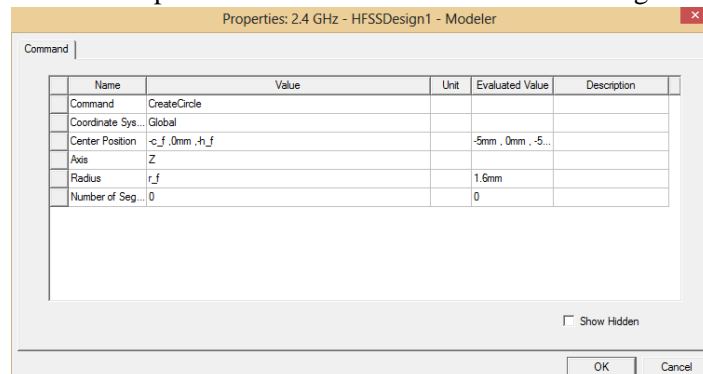 Properties: 2.4 GHz - HFSSDesign1 - Modeler
Command
Name Value Unit Evaluated Value Description
Command CreateCircle
Coordinate Sys... Global
Center Position -c_f ,0mm ,-h_f -5mm , 0mm , -5...
Axis Z
Radius r_f 1.6mm
Number of Seg... 0 0
Show Hidden
OK Cancel